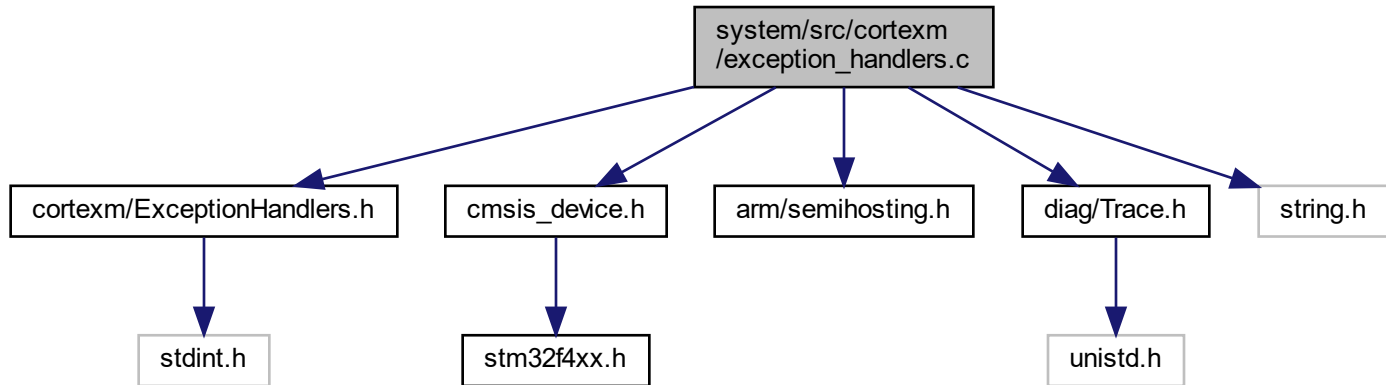 system/src/cortexm
/exception_handlers.c
cortexm/ExceptionHandlers.h
cmsis_device.h
arm/semihosting.h
diag/Trace.h
string.h
stdint.h
stm32f4xx.h
unistd.h